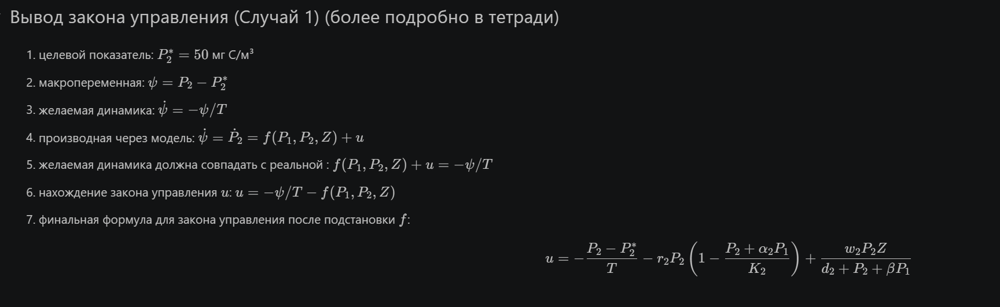 Вывод закона управления (Случай 1) (более подробно в тетради)
1. целевой показатель: $P_2^* = 50$ мг С/м³
2. макропеременная: $\psi = P_2 - P_2^*$
3. желаемая динамика: $\dot{\psi} = -\psi/T$
4. производная через модель: $\dot{\psi} = \dot{P}_2 = f(P_1, P_2, Z) + u$
5. желаемая динамика должна совпадать с реальной : $f(P_1, P_2, Z) + u = -\psi/T$
6. нахождение закона управления $u$: $u = -\psi/T - f(P_1, P_2, Z)$
7. финальная формула для закона управления после подстановки $f$:
$u = -\frac{P_2 - P_2^*}{T} - r_2 P_2 \left(1 - \frac{P_2 + \alpha_2 P_1}{K_2}\right) + \frac{w_2 P_2 Z}{d_2 + P_2 + \beta P_1}$